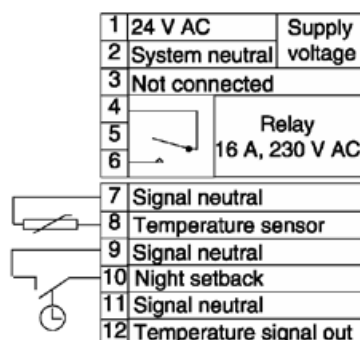 1 24 V AC Supply
2 System neutral voltage
3 Not connected
4
5 Relay
6 16 A, 230 V AC
7 Signal neutral
8 Temperature sensor
9 Signal neutral
10 Night setback
11 Signal neutral
12 Temperature signal out